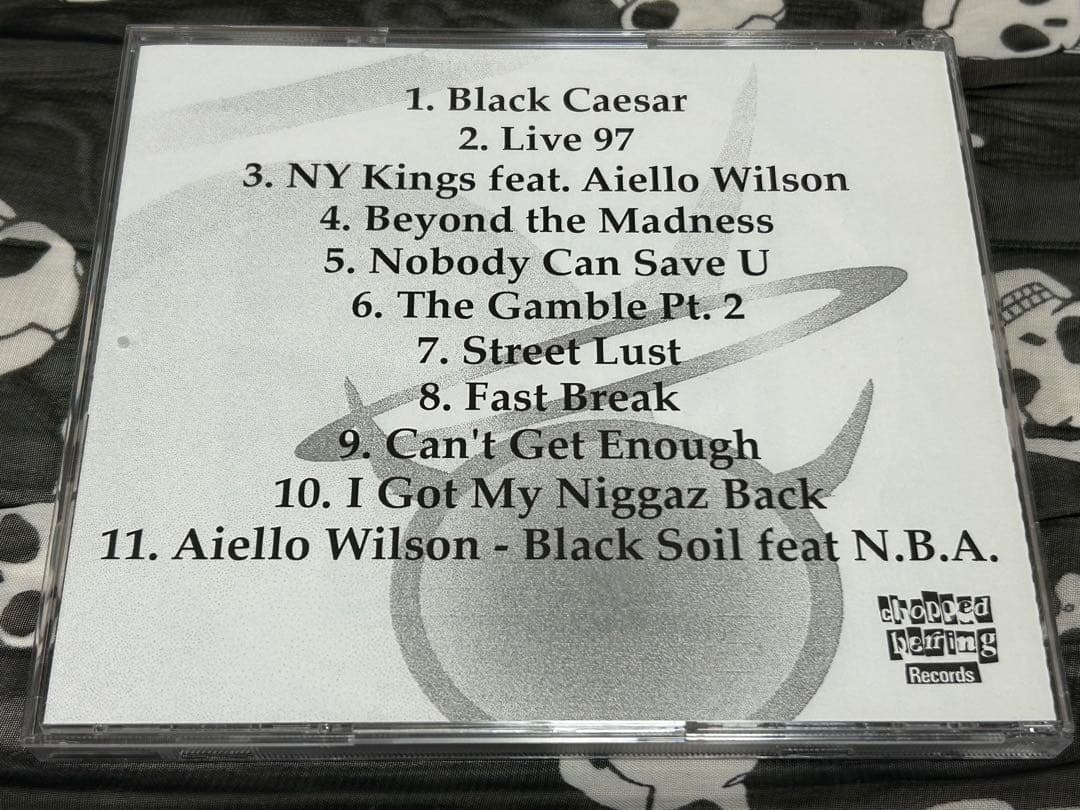 1. Black Caesar
2. Live 97
3. NY Kings feat. Aiello Wilson
4. Beyond the Madness
5. Nobody Can Save U
6. The Gamble Pt. 2
7. Street Lust
8. Fast Break
9. Can't Get Enough
10. I Got My Niggaz Back
11. Aiello Wilson - Black Soil feat N.B.A.
chopped
herring
Records